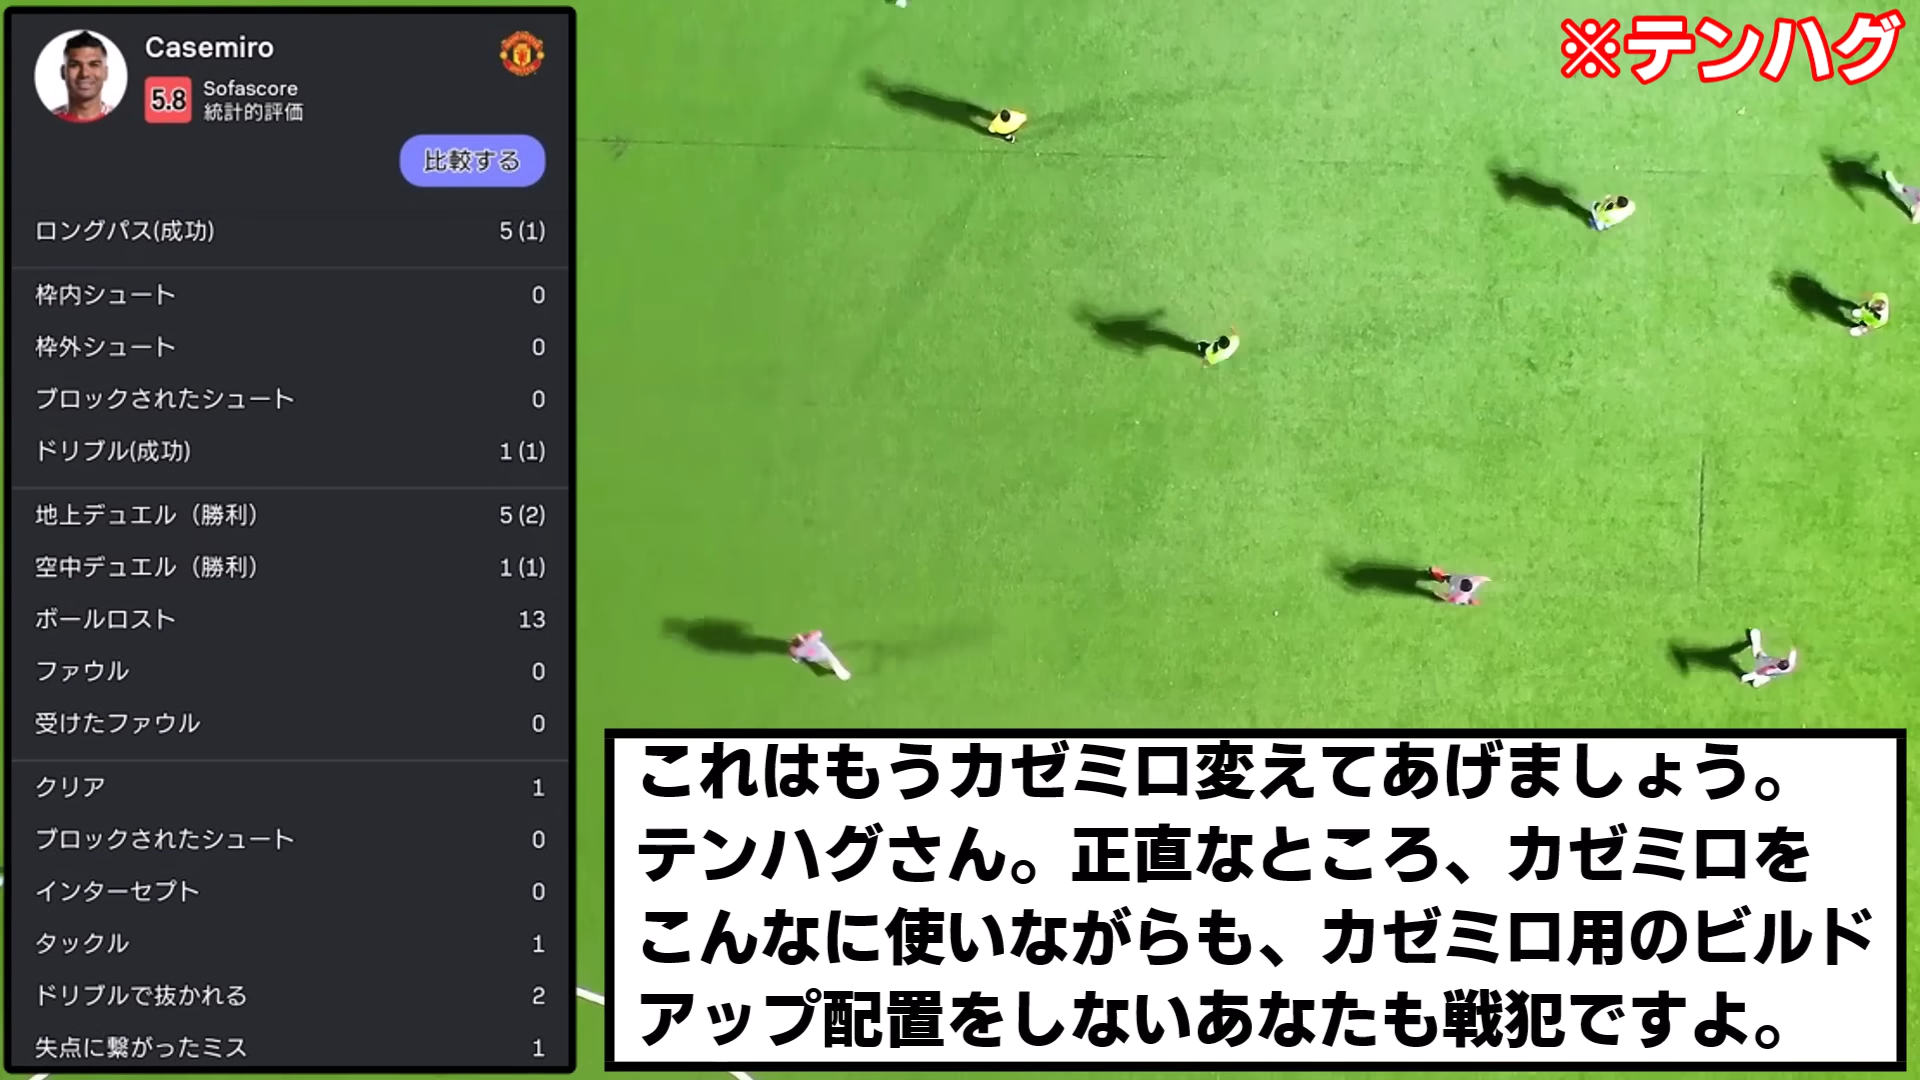 Casemiro
5.8
Sofascore
統計的評価
比較する
ロングパス(成功) 5 (1)
枠内シュート 0
枠外シュート 0
ブロックされたシュート 0
ドリブル(成功) 1 (1)
地上デュエル（勝利） 5 (2)
空中デュエル（勝利） 1 (1)
ボールロスト 13
ファウル 0
受けたファウル 0
クリア 1
ブロックされたシュート 0
インターセプト 0
タックル 1
ドリブルで抜かれる 2
失点に繋がったミス 1
※テンハグ
これはもうカゼミロ変えてあげましょう。
テンハグさん。正直なところ、カゼミロを
こんなに使いながらも、カゼミロ用のビルド
アップ配置をしないあなたも戦犯ですよ。